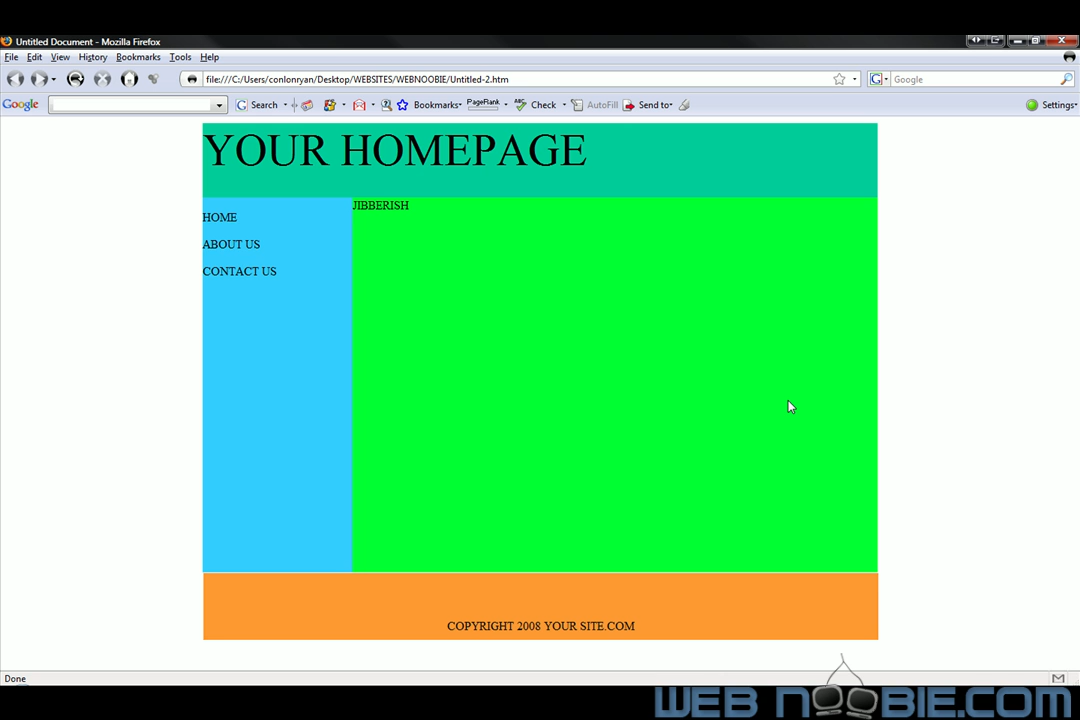 Untitled Document - Mozilla Firefox
File Edit View History Bookmarks Tools Help
file:///C:/Users/conlonryan/Desktop/WEBSITES/WEBNOOBIE/Untitled-2.htm
G Google
Google G Search Bookmarks PageRank ABC Check AutoFill Send to Settings
YOUR HOMEPAGE
HOME
ABOUT US
CONTACT US
JIBBERISH
COPYRIGHT 2008 YOUR SITE.COM
Done
WEB NOOBIE.COM